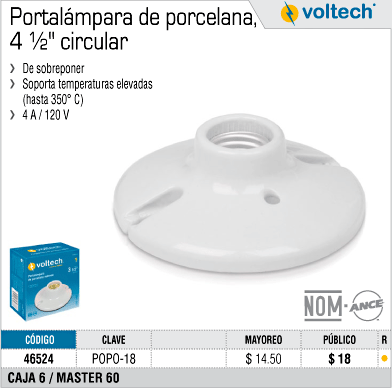 Portalámpara de porcelana,
4 ½" circular
voltech®
› De sobreponer
› Soporta temperaturas elevadas
(hasta 350° C)
› 4 A / 120 V
voltech
NOM-ANCE
CÓDIGO CLAVE MAYOREO PÚBLICO R
46524 POPO-18 $ 14.50 $ 18
CAJA 6 / MASTER 60